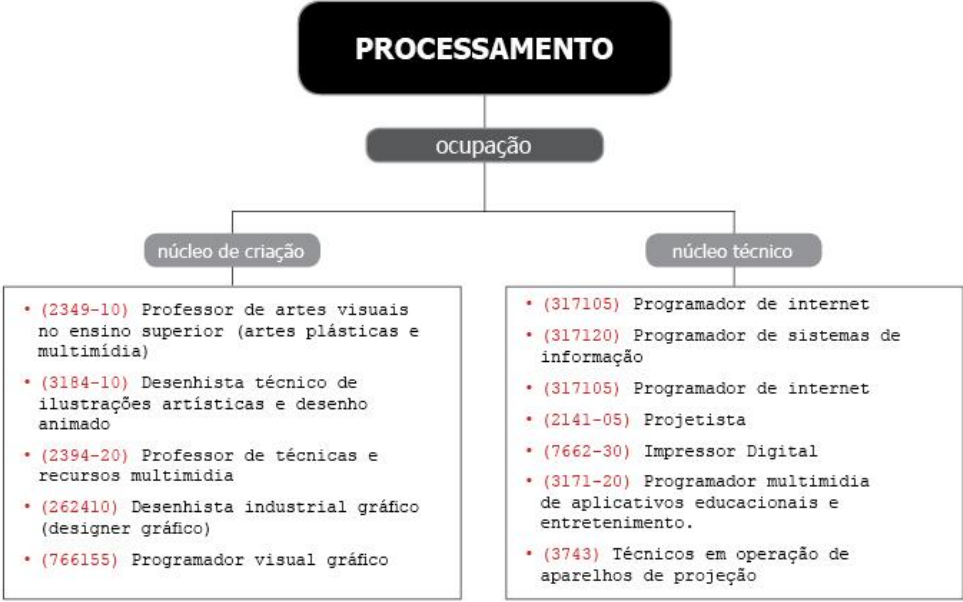 PROCESSAMENTO
ocupação
núcleo de criação
• (2349-10) Professor de artes visuais
no ensino superior (artes plásticas e
multimídia)
• (3184-10) Desenhista técnico de
ilustrações artísticas e desenho
animado
• (2394-20) Professor de técnicas e
recursos multimidia
• (262410) Desenhista industrial gráfico
(designer gráfico)
• (766155) Programador visual gráfico
núcleo técnico
• (317105) Programador de internet
• (317120) Programador de sistemas de
informação
• (317105) Programador de internet
• (2141-05) Projetista
• (7662-30) Impressor Digital
• (3171-20) Programador multimidia
de aplicativos educacionais e
entretenimento.
• (3743) Técnicos em operação de
aparelhos de projeção